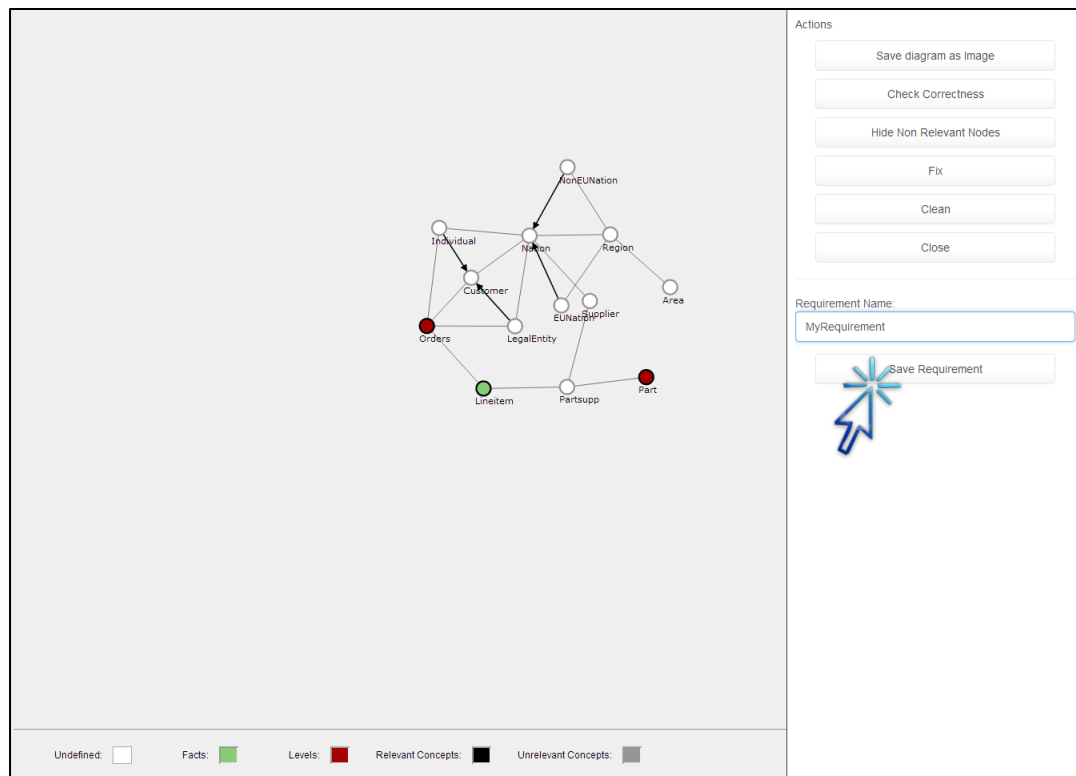 Actions
Save diagram as Image
Check Correctness
Hide Non Relevant Nodes
Fix
Clean
Close
Requirement Name:
MyRequirement
Save Requirement
NonEUNation
Individual
Nation
Region
Customer
Area
EUNation
Supplier
Orders
LegalEntity
Lineitem
Partsupp
Part
Undefined: Facts: Levels: Relevant Concepts: Unrelevant Concepts: